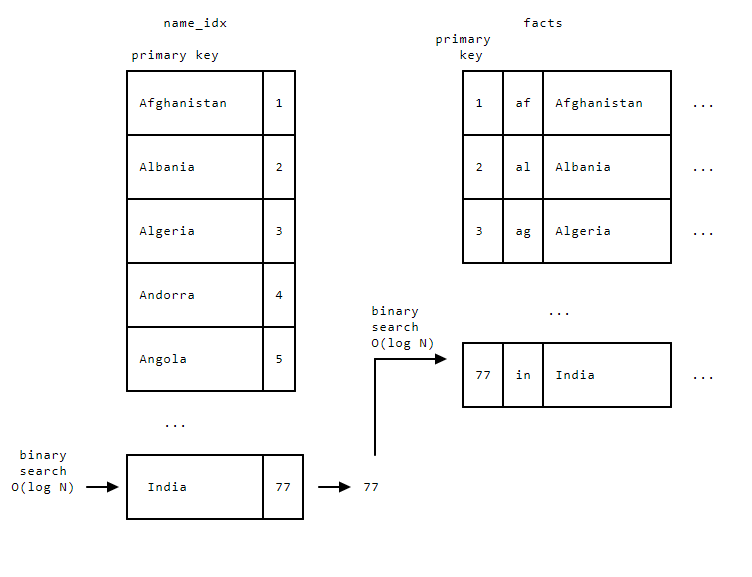 name_idx
facts
primary key
primary
key
Afghanistan 1
Albania 2
Algeria 3
Andorra 4
Angola 5
...
1 af Afghanistan ...
2 al Albania ...
3 ag Algeria ...
...
binary
search
O(log N)
India 77
77
binary
search
O(log N)
77 in India ...